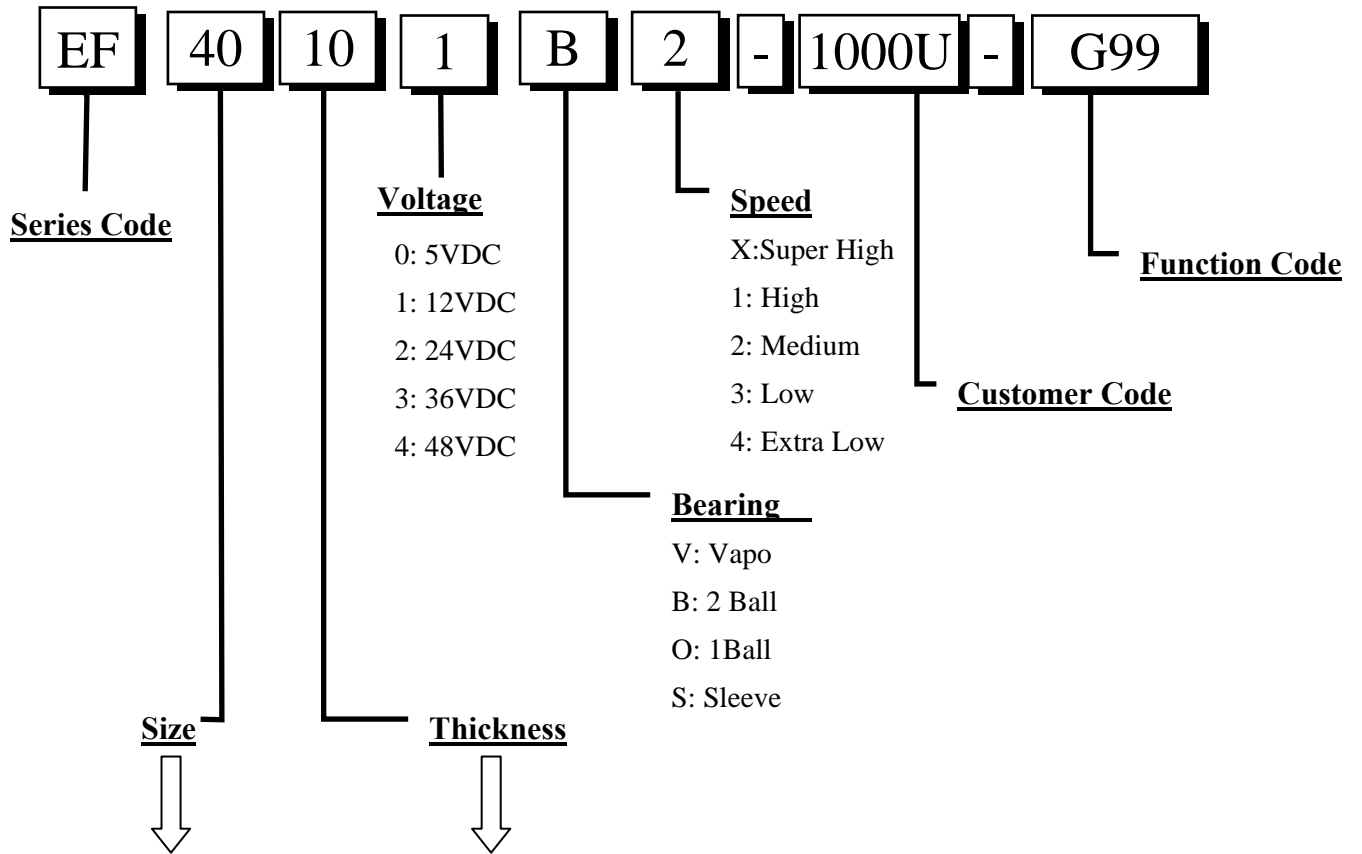 EF 40 10 1 B 2 - 1000U - G99
Series Code
Voltage
0: 5VDC
1: 12VDC
2: 24VDC
3: 36VDC
4: 48VDC
Speed
X:Super High
1: High
2: Medium
3: Low
4: Extra Low
Function Code
Customer Code
Bearing
V: Vapo
B: 2 Ball
O: 1Ball
S: Sleeve
Size
Thickness